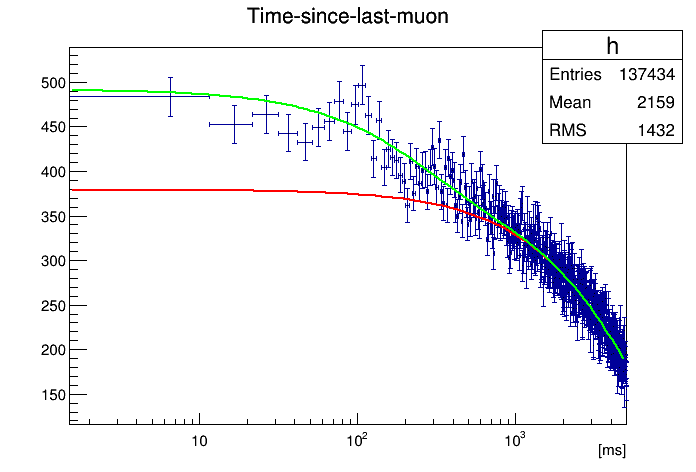 Time-since-last-muon
h
Entries 137434
Mean 2159
RMS 1432
500
450
400
350
300
250
200
150
10
10²
10³
[ms]